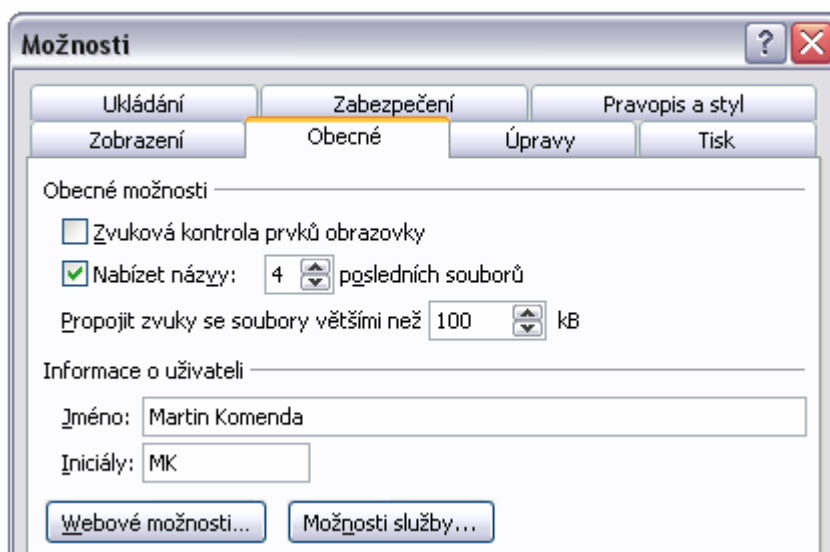 Možnosti ?
Ukládání Zabezpečení Pravopis a styl
Zobrazení Obecné Úpravy Tisk
Obecné možnosti
Zvuková kontrola prvků obrazovky
Nabízet názvy: 4 posledních souborů
Propojit zvuky se soubory většími než 100 kB
Informace o uživateli
Jméno: Martin Komenda
Iniciály: MK
Webové možnosti... Možnosti služby...